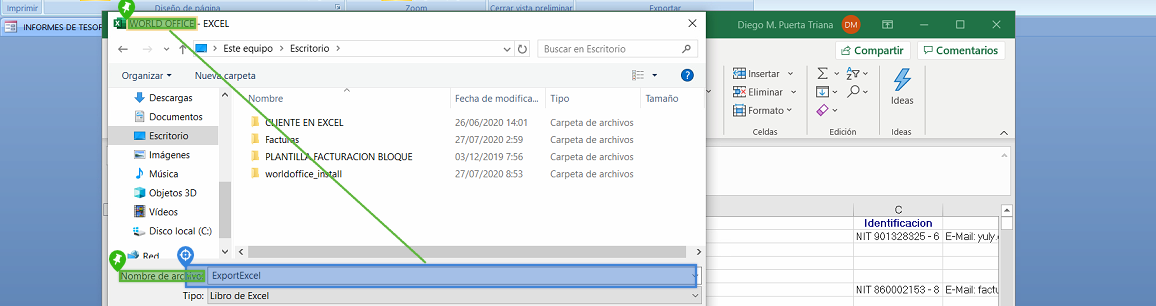 Imprimir Diseño de página Zoom Cerrar vista preliminar Exportar
INFORMES DE TESOR
WORLD OFFICE - EXCEL
Diego M. Puerta Triana DM
Este equipo Escritorio Buscar en Escritorio
Compartir Comentarios
Organizar Nueva carpeta
Nombre Fecha de modifica... Tipo Tamaño
Descargas
Documentos
Escritorio
Imágenes
Música
Objetos 3D
Vídeos
Disco local (C:)
Red
CLIENTE EN EXCEL 26/06/2020 14:01 Carpeta de archivos
Facturas 27/07/2020 2:59 Carpeta de archivos
PLANTILLA FACTURACION BLOQUE 03/12/2019 7:56 Carpeta de archivos
worldoffice_install 27/07/2020 8:53 Carpeta de archivos
Insertar
Eliminar
Formato
Celdas
Edición
Ideas
Ideas
C
Identificacion
NIT 901328325 - 6 E-Mail: yuly.
NIT 860002153 - 8 E-Mail: factu
Nombre de archivo: ExportExcel
Tipo: Libro de Excel